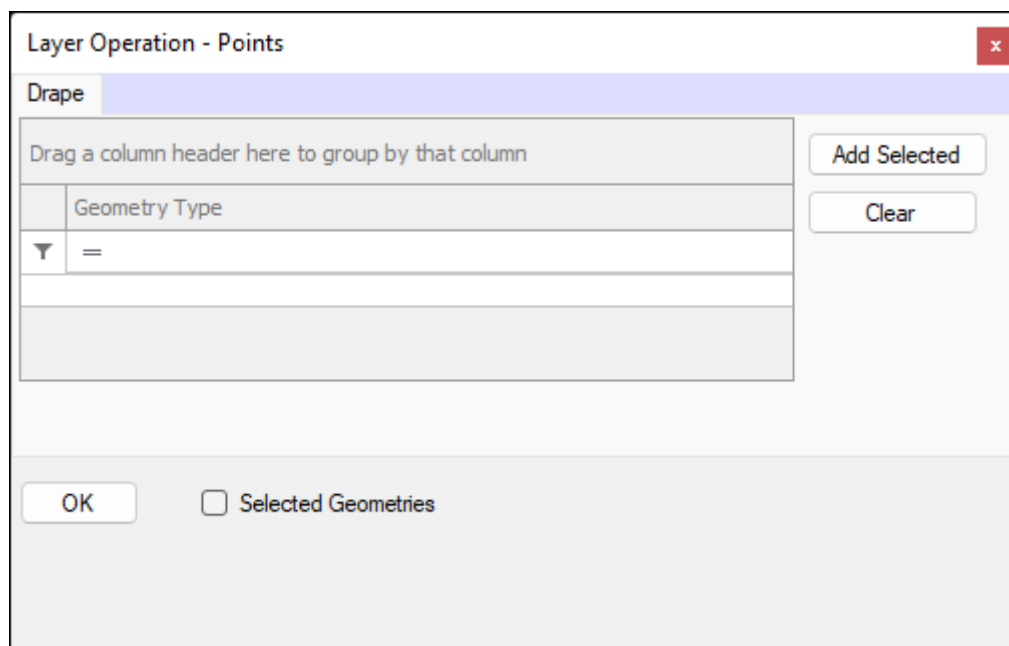 Layer Operation - Points
x
Drape
Drag a column header here to group by that column
Add Selected
Geometry Type
Clear
=
OK
Selected Geometries